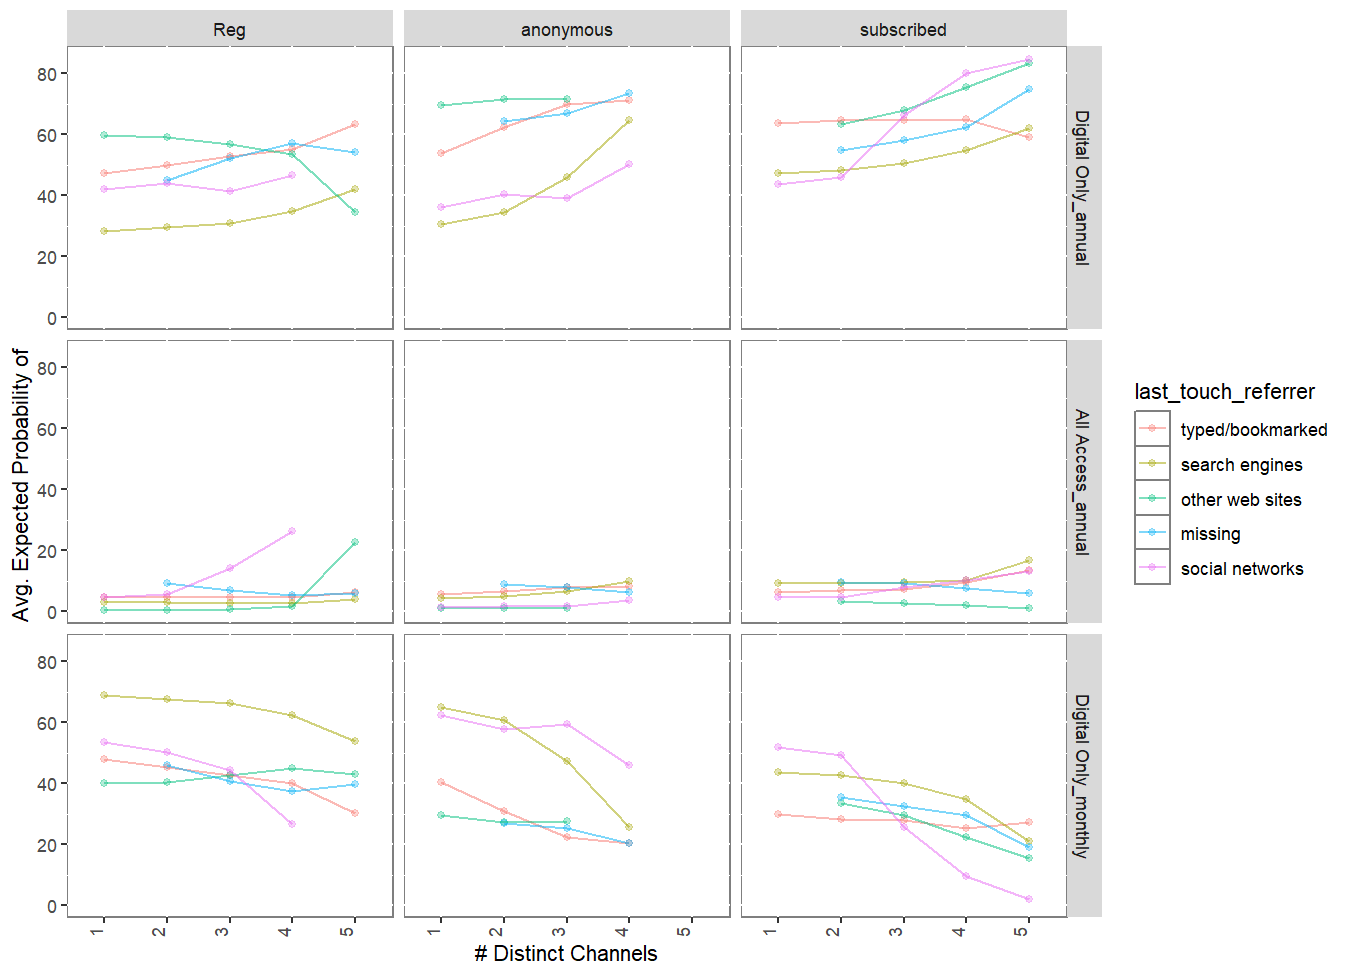 Reg
anonymous
subscribed
80
60
40
20
0
Digital Only_annual
80
60
40
20
0
All Access_annual
80
60
40
20
0
Digital Only_monthly
Avg. Expected Probability of
1 2 3 4 5
1 2 3 4 5
1 2 3 4 5
# Distinct Channels
last_touch_referrer
typed/bookmarked
search engines
other web sites
missing
social networks